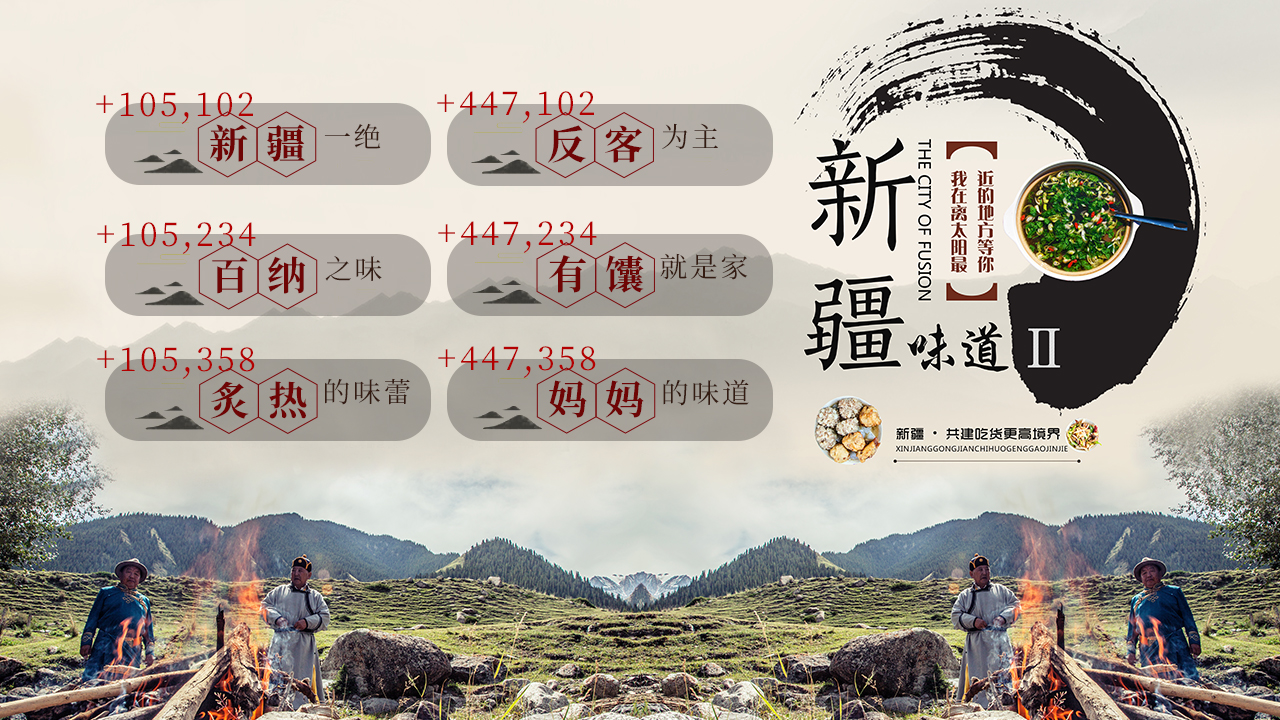 +105,102
新疆一绝
+447,102
反客为主
+105,234
百纳之味
+447,234
有馕就是家
+105,358
炙热的味蕾
+447,358
妈妈的味道
新疆味道 II
THE CITY OF FUSION
【我在离太阳最
近的地方等你】
新疆·共建吃货更高境界
XINJIANGGONGJIANCHIHUOGENGGAOJINJIE